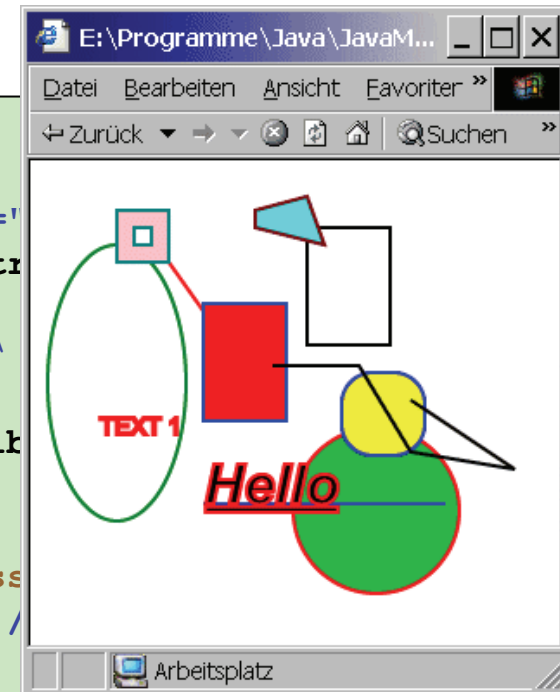 E:\Programme\Java\JavaM...
Datei Bearbeiten Ansicht Favoriter »
Zurück Suchen »
="
TEXT 1
Hello
/
Arbeitsplatz